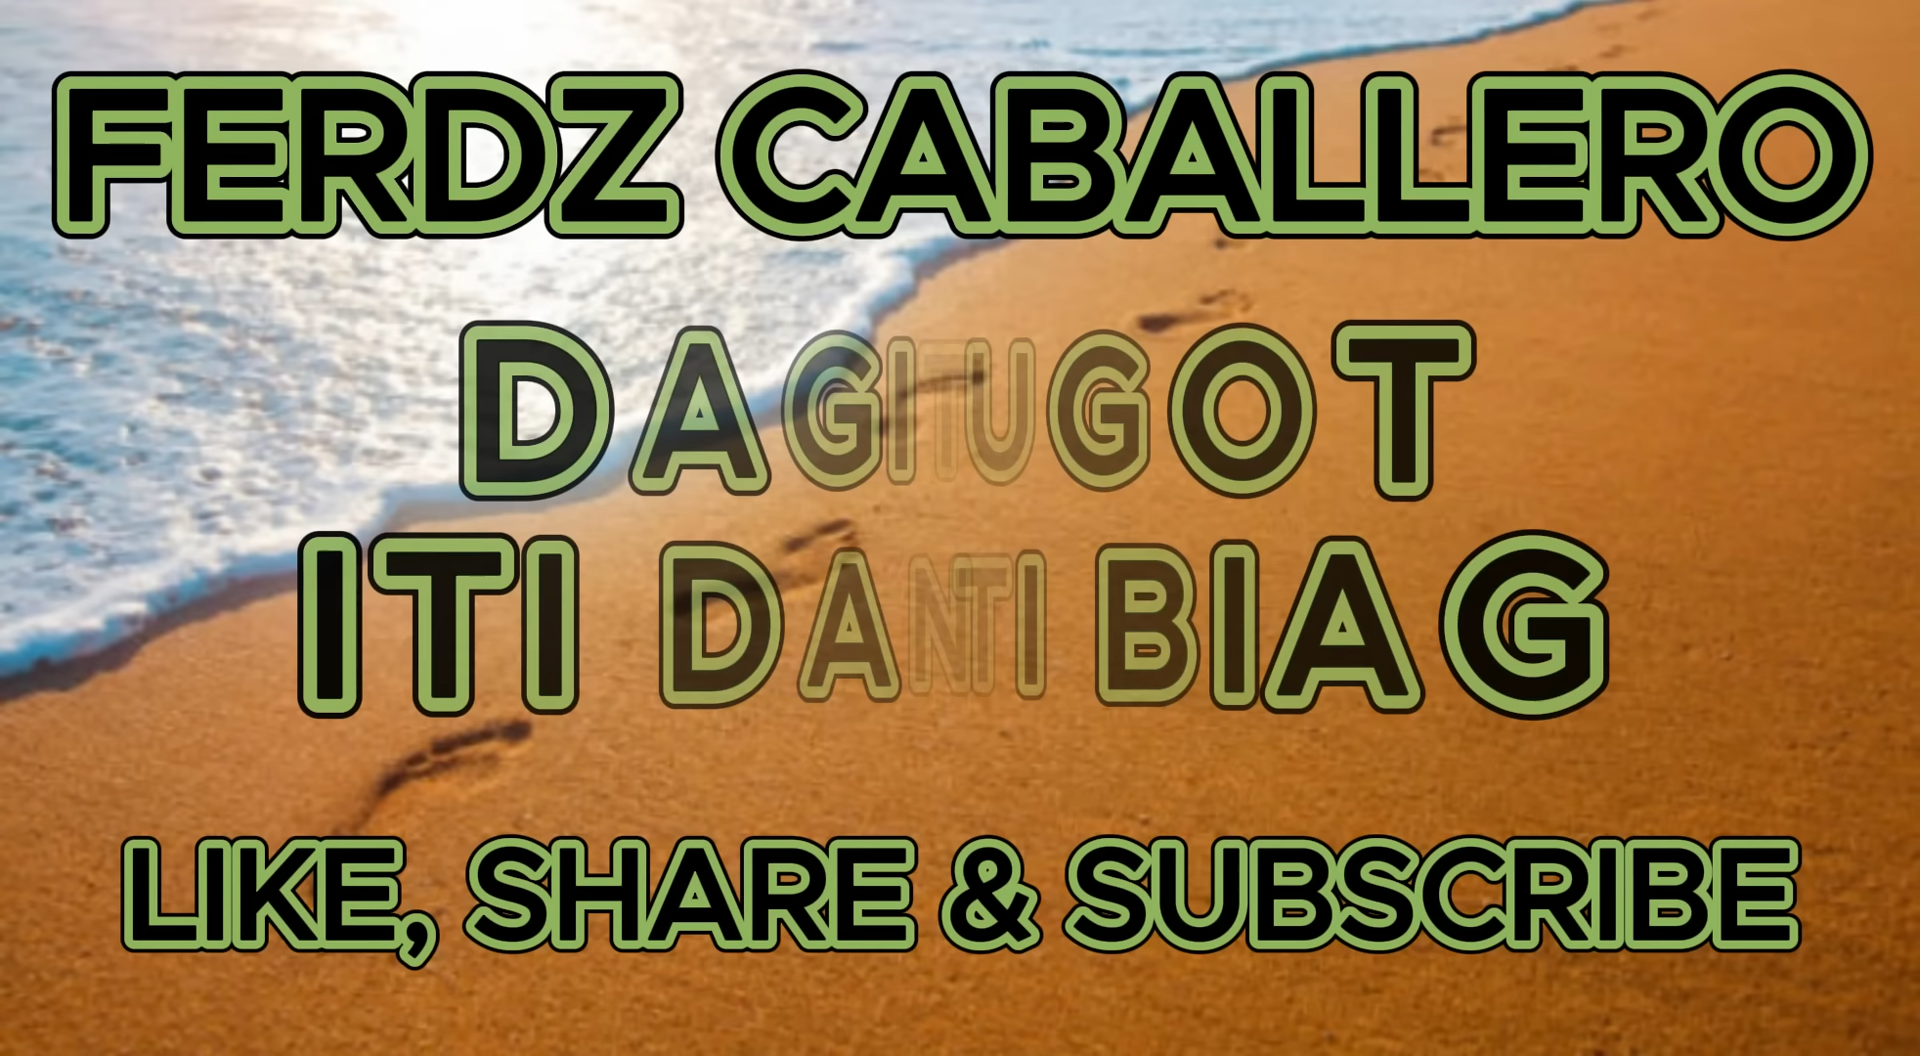 FERDZ CABALLERO
DAGITUGOT
ITI DANTI BIAG
LIKE, SHARE & SUBSCRIBE